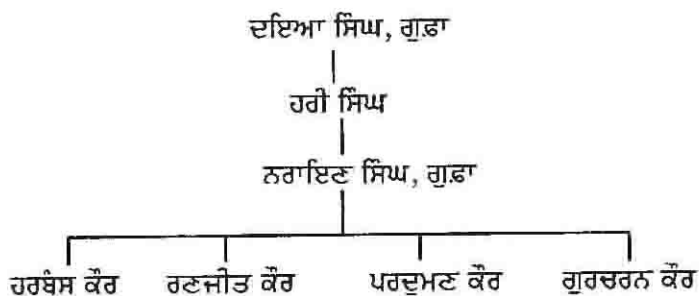 ਦਇਆ ਸਿੰਘ, ਗੁਫ਼ਾ
ਹਰੀ ਸਿੰਘ
ਨਰਾਇਣ ਸਿੰਘ, ਗੁਫ਼ਾ
ਹਰਬੰਸ ਕੌਰ ਰਣਜੀਤ ਕੌਰ ਪਰਦੁਮਣ ਕੌਰ ਗੁਰਚਰਨ ਕੌਰ